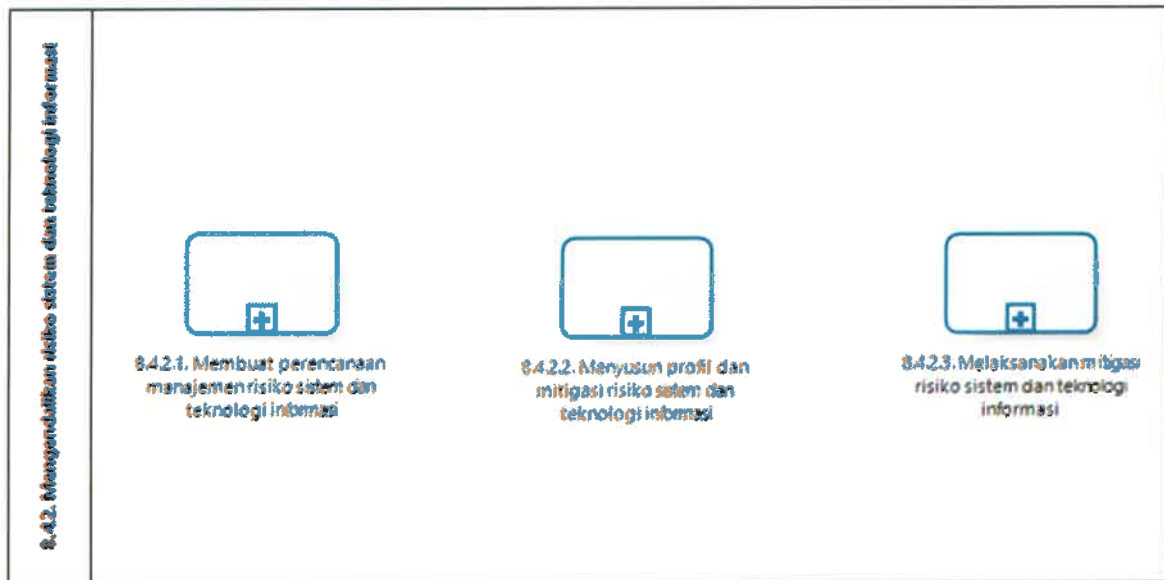 8.4.2. Mengendalikan risiko sistem dan teknologi informasi
8.4.2.1. Membuat perencanaan
manajemen risiko sistem dan
teknologi informasi
8.4.2.2. Menyusun profil dan
mitigasi risiko sistem dan
teknologi informasi
8.4.2.3. Melaksanakan mitigasi
risiko sistem dan teknologi
informasi